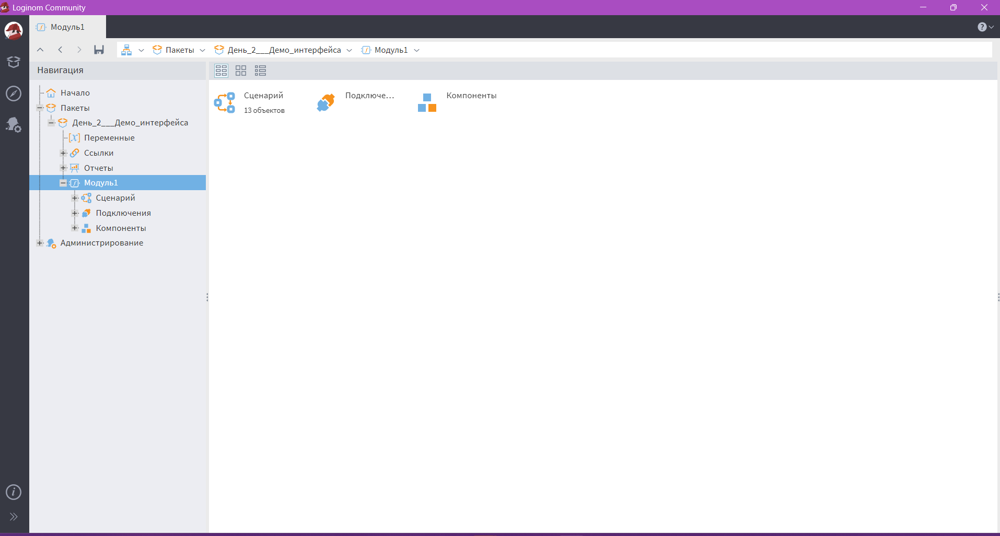 Loginom Community
Модуль1
Пакеты День_2___Демо_интерфейса Модуль1
Навигация
Начало
Пакеты
День_2___Демо_интерфейса
Переменные
Ссылки
Отчеты
Модуль1
Сценарий
Подключения
Компоненты
Администрирование
Сценарий
13 объектов
Подключе...
Компоненты